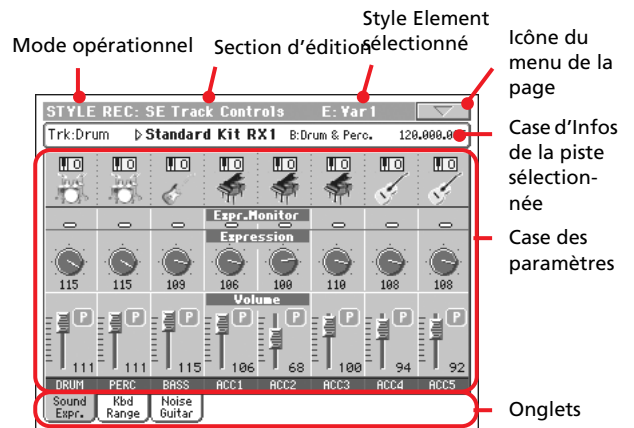 Style Element
sélectionné
Mode opérationnel
Section d'édition
Icône du
menu de la
page
STYLE REC: SE Track Controls E: Var1
Trk:Drum Standard Kit RX1 B:Drum & Perc. 120.000.0
Case d'Infos
de la piste
sélection-
née
Expr.Monitor
Expression
115 115 109 106 100 110 108 108
Case des
paramètres
Volume
P P P P P P P P
111 111 115 106 68 100 94 92
DRUM PERC BASS ACC1 ACC2 ACC3 ACC4 ACC5
Sound Kbd Noise
Expr. Range Guitar
Onglets